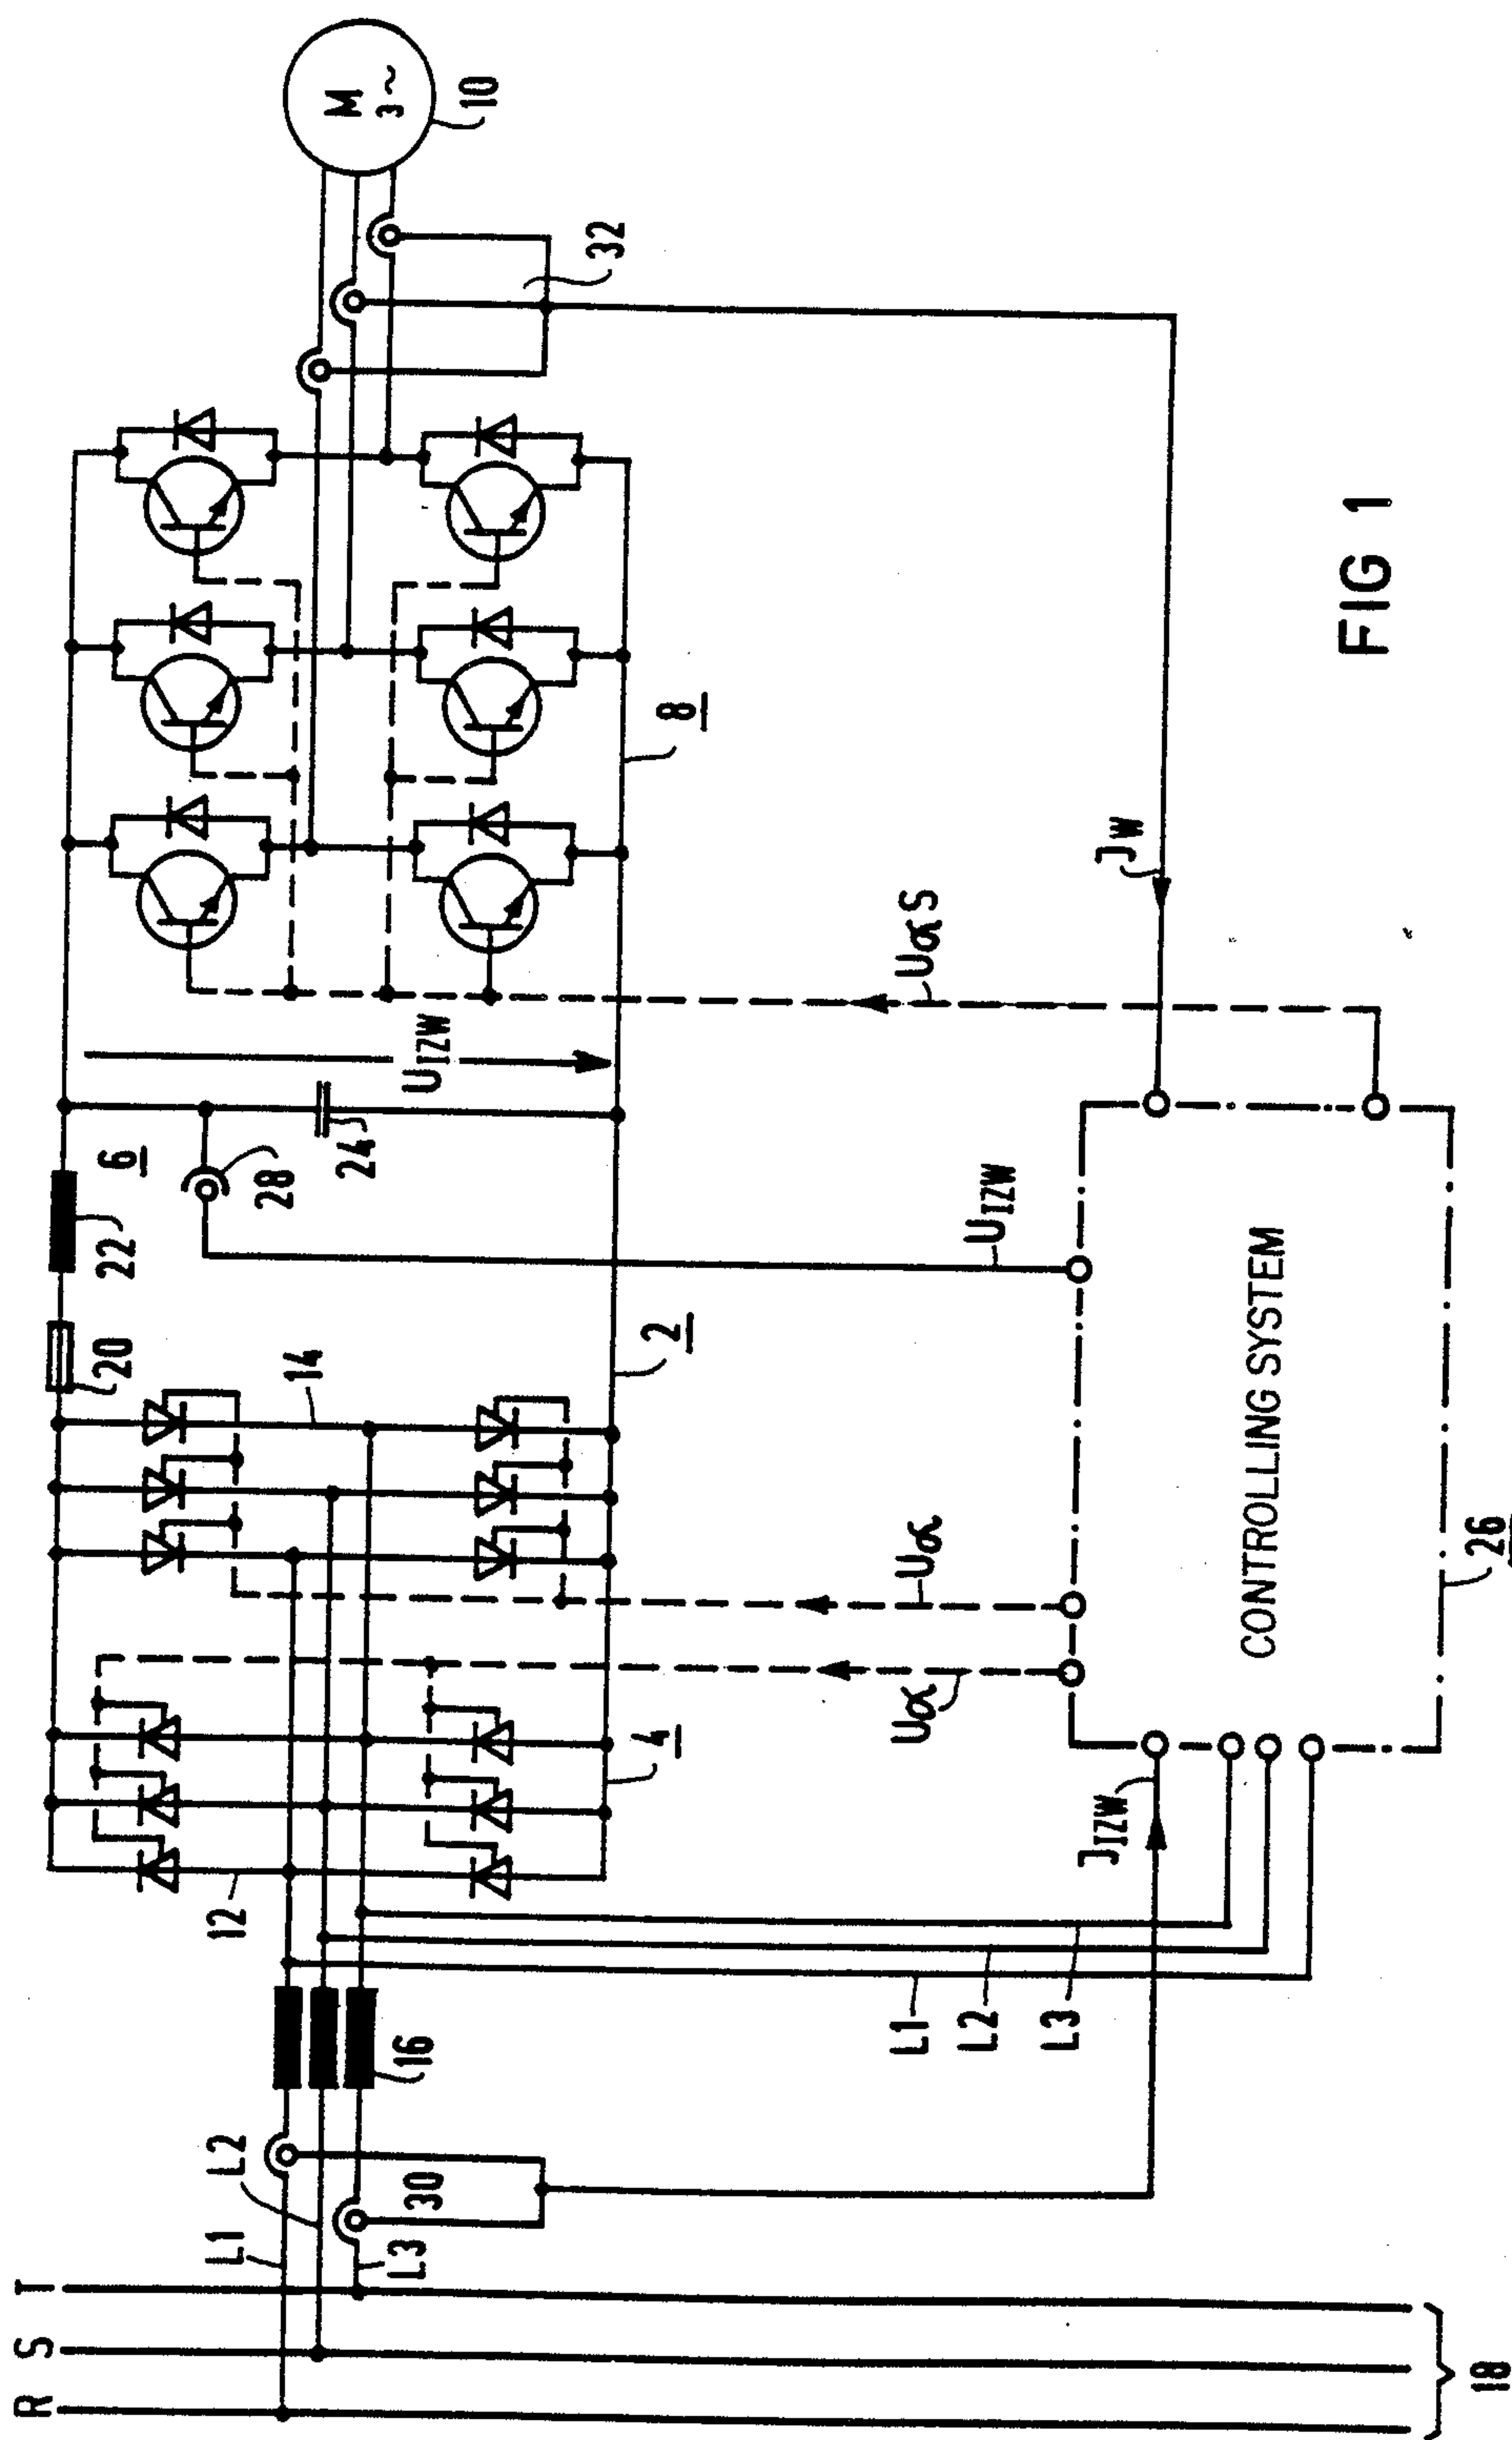 R
S
T
18
L1
L2
L3
30
16
L1
L2
L3
12
14
4
2
20
22
6
28
24
U IZW
8
32
M
3~
10
Uα
Uα
U IZW
UαS
J W
J IZW
CONTROLLING SYSTEM
26
FIG 1